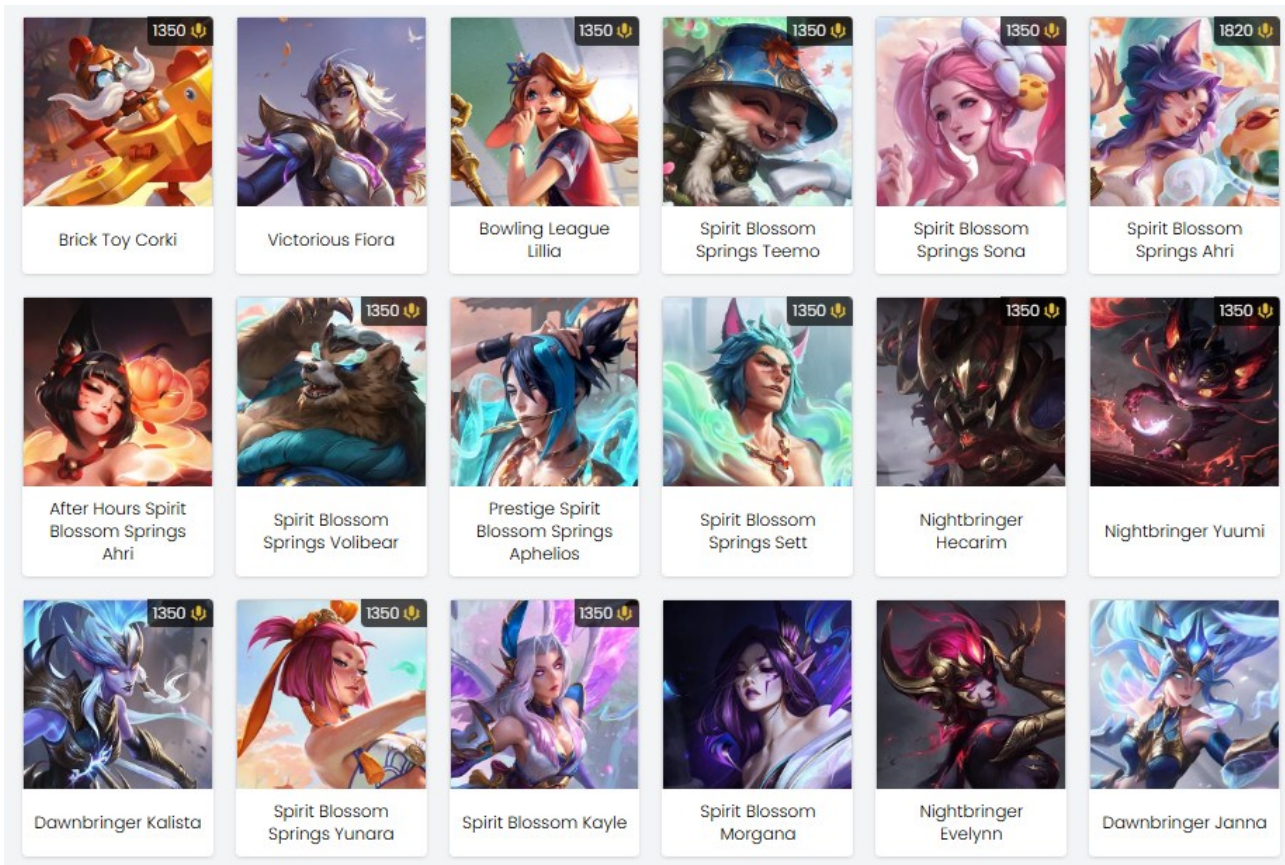 1350
1350
1350
1350
1820
Brick Toy Corki
Victorious Fiora
Bowling League
Lillia
Spirit Blossom
Springs Teemo
Spirit Blossom
Springs Sona
Spirit Blossom
Springs Ahri
1350
1350
1350
1350
After Hours Spirit
Blossom Springs
Ahri
Spirit Blossom
Springs Volibear
Prestige Spirit
Blossom Springs
Aphelios
Spirit Blossom
Springs Sett
Nightbringer
Hecarim
Nightbringer Yuumi
1350
1350
1350
Dawnbringer Kalista
Spirit Blossom
Springs Yunara
Spirit Blossom Kayle
Spirit Blossom
Morgana
Nightbringer
Evelynn
Dawnbringer Janna